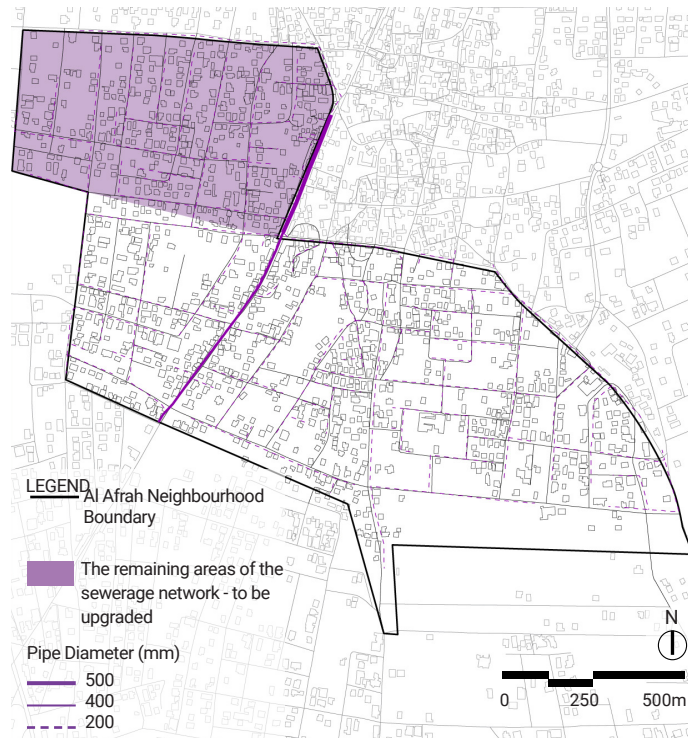 LEGEND
Al Afrah Neighbourhood
Boundary
The remaining areas of the
sewerage network - to be
upgraded
Pipe Diameter (mm)
500
400
200
N
0 250 500m